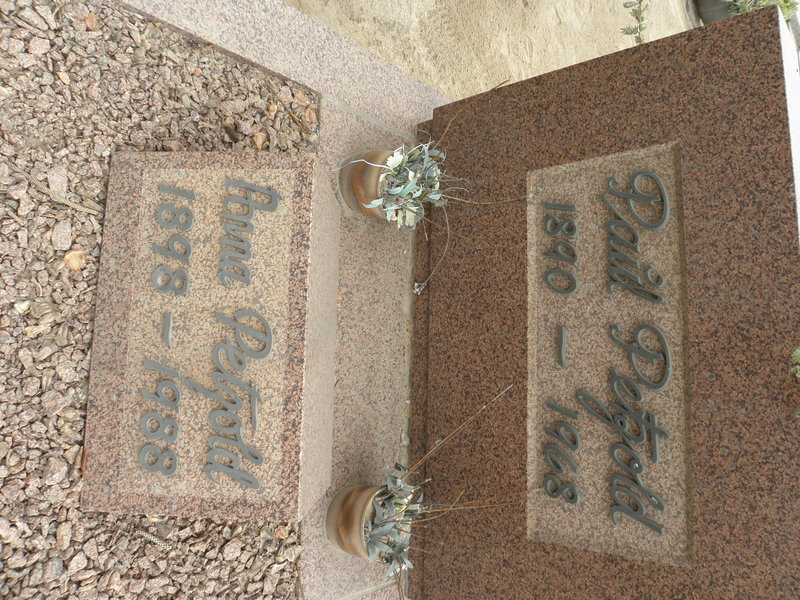 Paul Petzold
1890 – 1968
Anna Petzold
1898 – 1988